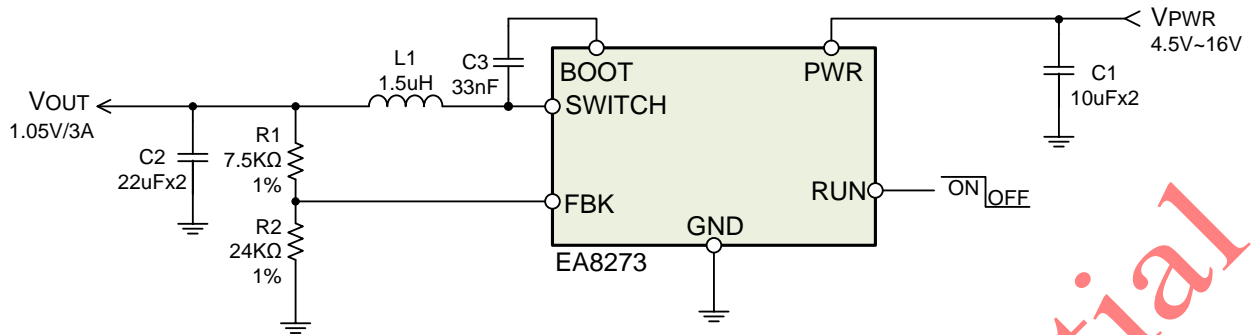 VOUT
1.05V/3A
C2
22uFx2
R1
7.5KΩ
1%
R2
24KΩ
1%
L1
1.5uH
C3
33nF
BOOT
PWR
SWITCH
FBK
RUN
GND
EA8273
VPWR
4.5V~16V
C1
10uFx2
ON
OFF
tial